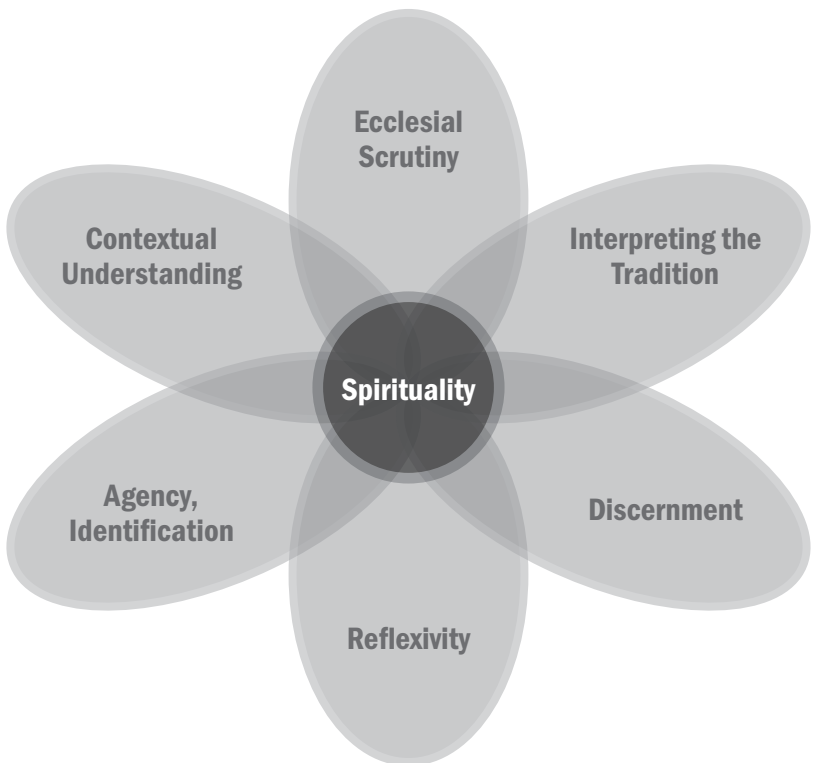 Ecclesial
Scrutiny
Contextual
Understanding
Interpreting the
Tradition
Spirituality
Agency,
Identification
Discernment
Reflexivity